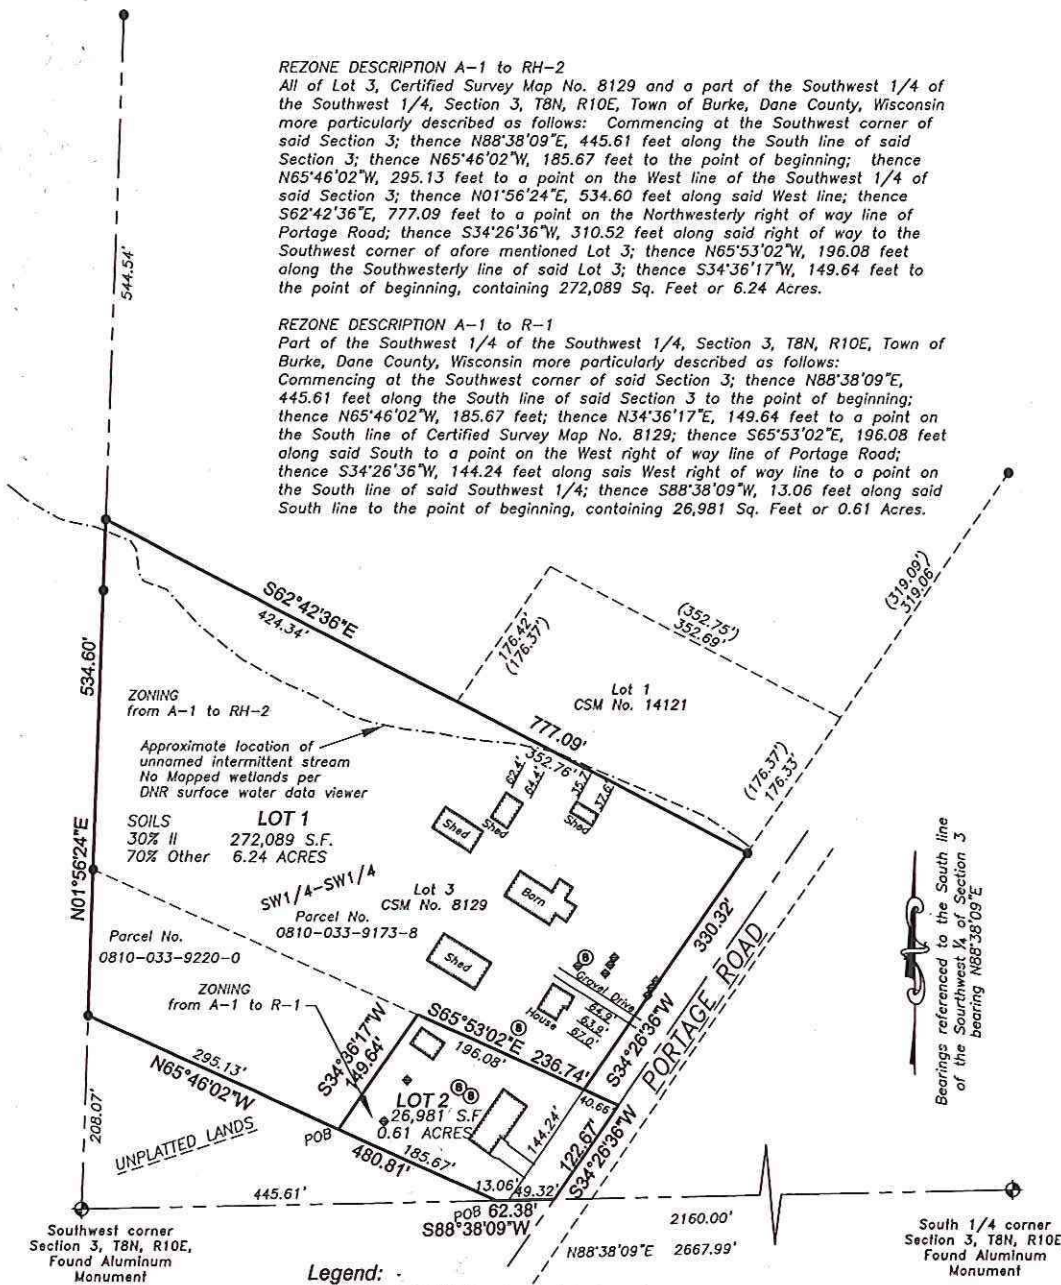 REZONE DESCRIPTION A-1 to RH-2
All of Lot 3, Certified Survey Map No. 8129 and a part of the Southwest 1/4 of
the Southwest 1/4, Section 3, T8N, R10E, Town of Burke, Dane County, Wisconsin
more particularly described as follows: Commencing at the Southwest corner of
said Section 3; thence N88°38'09"E, 445.61 feet along the South line of said
Section 3; thence N65°46'02"W, 185.67 feet to the point of beginning; thence
N65°46'02"W, 295.13 feet to a point on the West line of the Southwest 1/4 of
said Section 3; thence N01°56'24"E, 534.60 feet along said West line; thence
S62°42'36"E, 777.09 feet to a point on the Northwesterly right of way line of
Portage Road; thence S34°26'36"W, 310.52 feet along said right of way to the
Southwest corner of afore mentioned Lot 3; thence N65°53'02"W, 196.08 feet
along the Southwesterly line of said Lot 3; thence S34°36'17"W, 149.64 feet to
the point of beginning, containing 272,089 Sq. Feet or 6.24 Acres.
REZONE DESCRIPTION A-1 to R-1
Part of the Southwest 1/4 of the Southwest 1/4, Section 3, T8N, R10E, Town of
Burke, Dane County, Wisconsin more particularly described as follows:
Commencing at the Southwest corner of said Section 3; thence N88°38'09"E,
445.61 feet along the South line of said Section 3 to the point of beginning;
thence N65°46'02"W, 185.67 feet; thence N34°36'17"E, 149.64 feet to a point on
the South line of Certified Survey Map No. 8129; thence S65°53'02"E, 196.08 feet
along said South to a point on the West right of way line of Portage Road;
thence S34°26'36"W, 144.24 feet along sais West right of way line to a point on
the South line of said Southwest 1/4; thence S88°38'09"W, 13.06 feet along said
South line to the point of beginning, containing 26,981 Sq. Feet or 0.61 Acres.
544.54'
S62°42'36"E
424.34'
176.42'
(176.37')
(352.75')
352.69'
(319.09')
319.06'
534.60'
ZONING
from A-1 to RH-2
Lot 1
CSM No. 14121
777.09'
352.76'
Approximate location of
unnamed intermittent stream
No Mapped wetlands per
DNR surface water data viewer
62.4'
64.4'
35.7'
37.6'
(176.37')
176.33'
SOILS
30% II
70% Other
LOT 1
272,089 S.F.
6.24 ACRES
Shed
Shed
Shed
N01°56'24"E
SW1/4-SW1/4
Lot 3
CSM No. 8129
Parcel No.
0810-033-9173-8
Barn
330.32'
Parcel No.
0810-033-9220-0
Shed
ZONING
from A-1 to R-1
S
Gravel Drive
House
64.9'
63.9'
67.0'
S34°26'36"W
PORTAGE ROAD
Bearings referenced to the South line
of the Southwest ¼ of Section 3
bearing N88°38'09"E
S65°53'02"E
196.08'
236.74'
S
S34°36'17"W
149.64'
295.13'
N65°46'02"W
208.07'
LOT 2
26,981 S.F.
0.61 ACRES
S
S
40.66'
144.24'
122.67'
S34°26'36"W
UNPLATTED LANDS
POB
185.67'
480.81'
445.61'
13.06'
49.32'
POB
62.38'
S88°38'09"W
2160.00'
N88°38'09"E 2667.99'
Southwest corner
Section 3, T8N, R10E,
Found Aluminum
Monument
South 1/4 corner
Section 3, T8N, R10E
Found Aluminum
Monument
Legend: